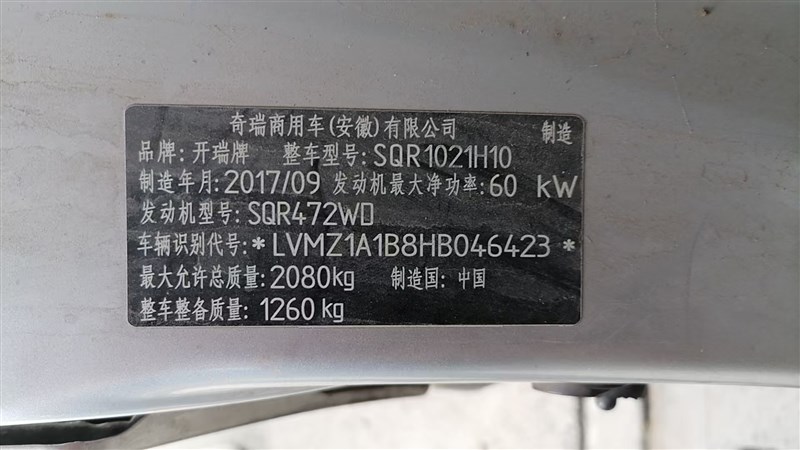 奇瑞商用车(安徽)有限公司 制造
品牌: 开瑞牌 整车型号: SQR1021H10
制造年月: 2017/09 发动机最大净功率: 60 kW
发动机型号: SQR472WD
车辆识别代号: *LVMZ1A1B8HB046423*
最大允许总质量: 2080kg 制造国: 中国
整车整备质量: 1260kg